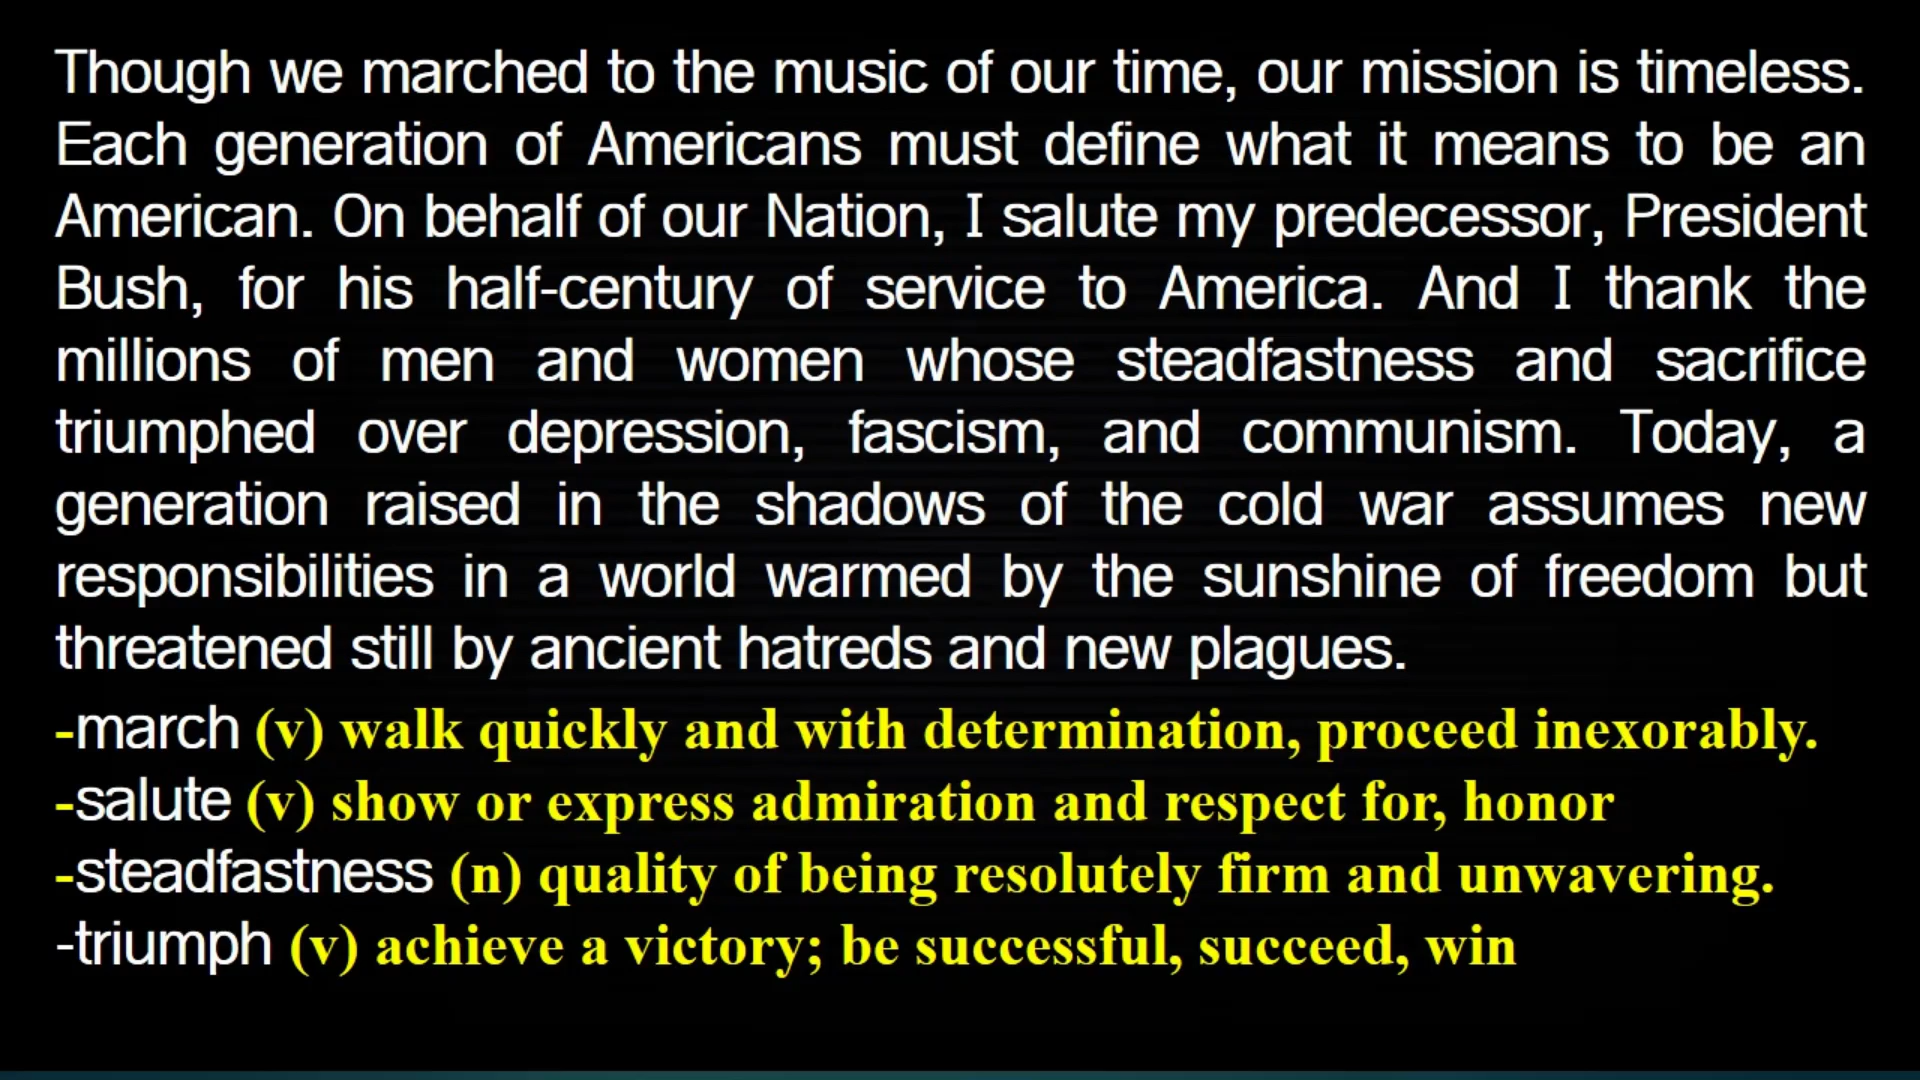 Though we marched to the music of our time, our mission is timeless.
Each generation of Americans must define what it means to be an
American. On behalf of our Nation, I salute my predecessor, President
Bush, for his half-century of service to America. And I thank the
millions of men and women whose steadfastness and sacrifice
triumphed over depression, fascism, and communism. Today, a
generation raised in the shadows of the cold war assumes new
responsibilities in a world warmed by the sunshine of freedom but
threatened still by ancient hatreds and new plagues.
-march (v) walk quickly and with determination, proceed inexorably.
-salute (v) show or express admiration and respect for, honor
-steadfastness (n) quality of being resolutely firm and unwavering.
-triumph (v) achieve a victory; be successful, succeed, win